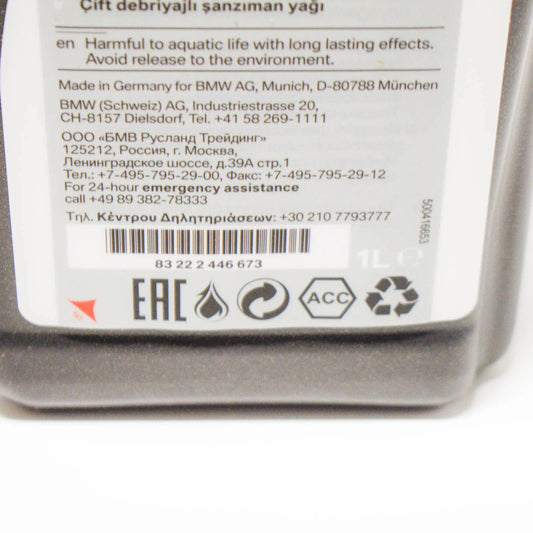 Çift debriyajlı şanzıman yağı
en Harmful to aquatic life with long lasting effects.
Avoid release to the environment.
Made in Germany for BMW AG, Munich, D-80788 München
BMW (Schweiz) AG, Industriestrasse 20,
CH-8157 Dielsdorf, Tel. +41 58 269-1111
ООО «БМВ Русланд Трейдинг»
125212, Россия, г. Москва,
Ленинградское шоссе, д.39А стр.1
Тел.: +7-495-795-29-00, Факс: +7-495-795-29-12
For 24-hour emergency assistance
call +49 89 382-78333
Τηλ. Κέντρου Δηλητηριάσεων: +30 210 7793777
83 22 2 446 673
1L ℮
500416653
EAC
ACC